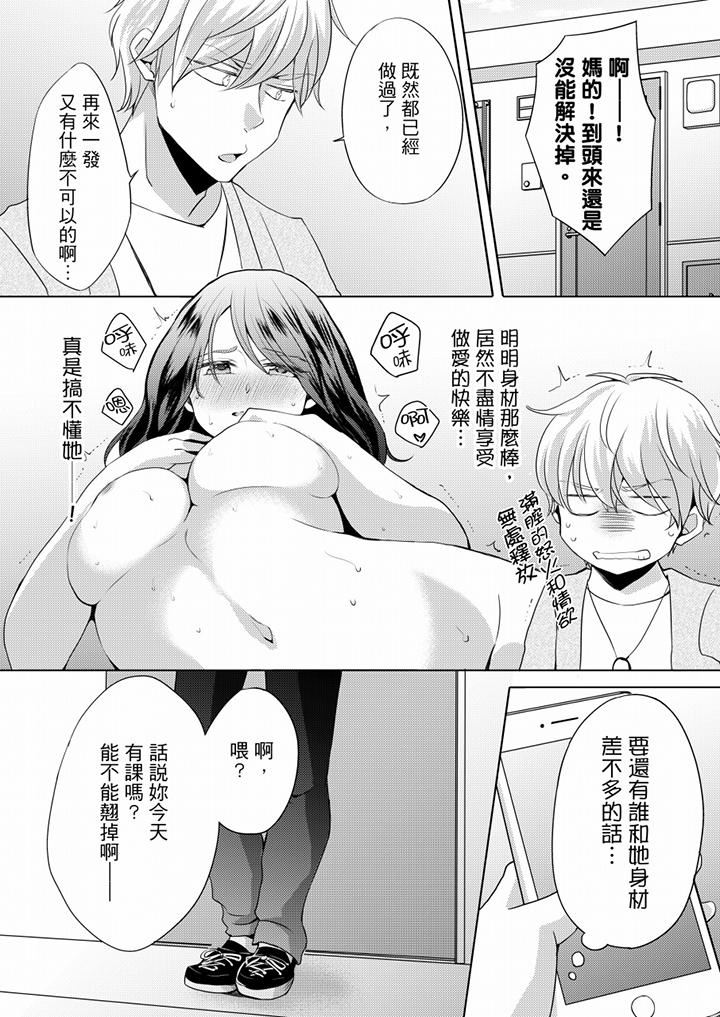 啊——！
媽的！到頭來還是
沒能解決掉。
既然都已經
做過了，
再來一發
又有什麼不可以的啊…
明明身材那麼棒，
居然不盡情享受
做愛的快樂…
滿腔的怒火和情欲
無處釋放
呼
哧
呼
哧
啊
嗯
真是搞不懂她——！
要還有誰和她身材
差不多的話…
啊，
喂？
話說妳今天
有課嗎？
能不能翹掉啊——